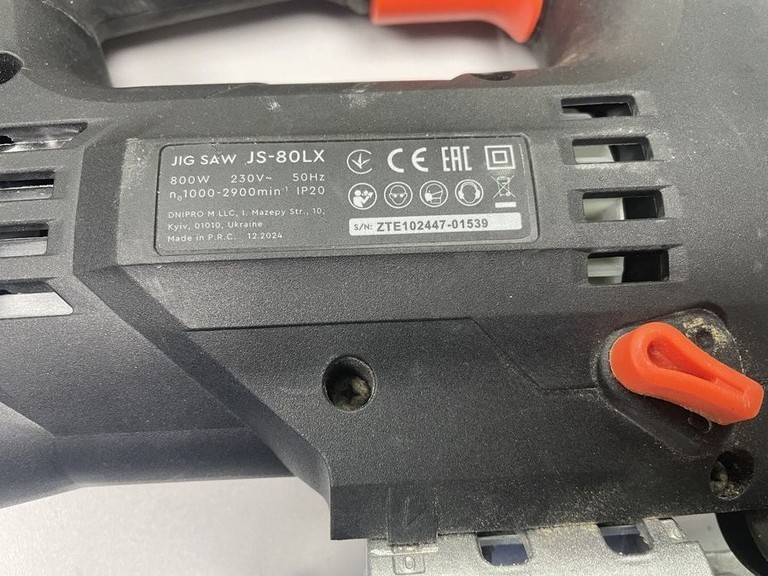 JIG SAW JS-80LX
800W 230V~ 50Hz
n₀1000-2900min⁻¹ IP20
DNIPRO M LLC, I. Mazepy Str., 10,
Kyiv, 01010, Ukraine
Made in P.R.C. 12.2024
CE EAC
S/N: ZTE102447-01539
0